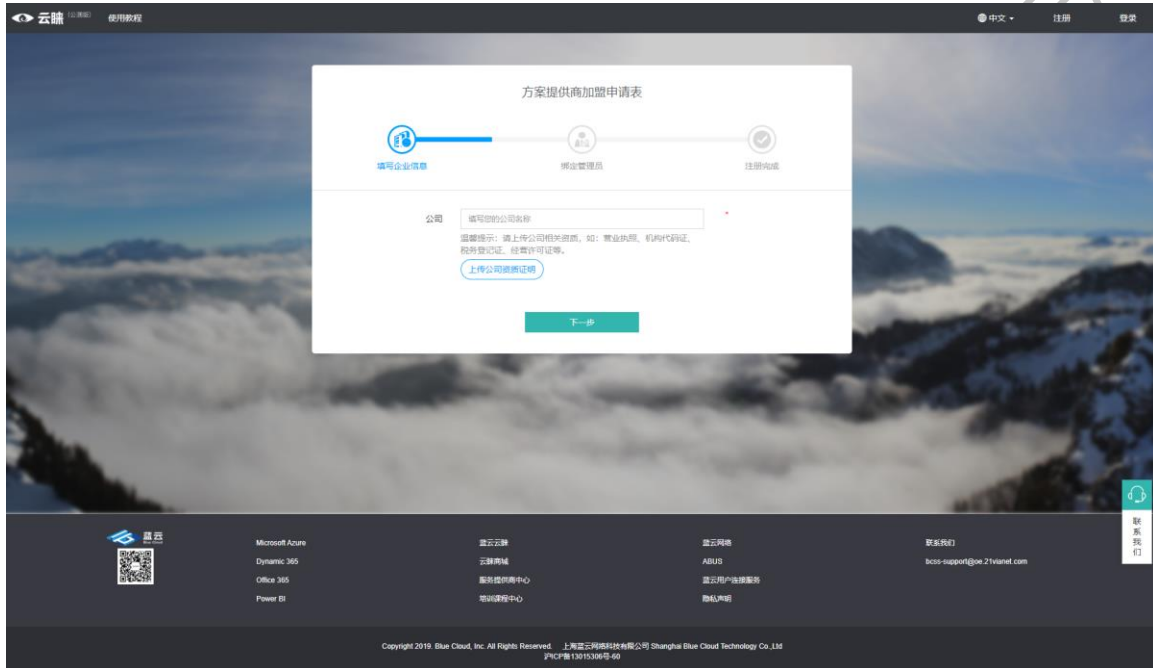 云睐 (公测版) 使用教程 中文 注册 登录
方案提供商加盟申请表
填写企业信息 绑定管理员 注册完成
公司 填写您的公司名称 *
温馨提示：请上传公司相关资质，如：营业执照、机构代码证、
税务登记证、经营许可证等。
上传公司资质证明
下一步
联系我们
蓝云
Blue Cloud
Microsoft Azure 蓝云云睐 蓝云网络 联系我们
Dynamic 365 云睐商城 ABUS bcss-support@oe.21vianet.com
Office 365 服务提供商中心 蓝云用户连接服务
Power BI 培训课程中心 隐私声明
Copyright 2019. Blue Cloud, Inc. All Rights Reserved. 上海蓝云网络科技有限公司 Shanghai Blue Cloud Technology Co.,Ltd
沪ICP备13015306号-60